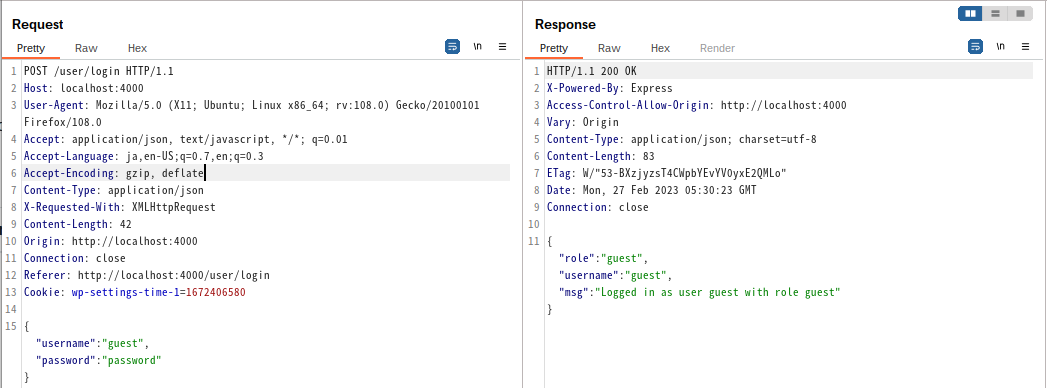 Request
Pretty Raw Hex \n
1 POST /user/login HTTP/1.1
2 Host: localhost:4000
3 User-Agent: Mozilla/5.0 (X11; Ubuntu; Linux x86_64; rv:108.0) Gecko/20100101
Firefox/108.0
4 Accept: application/json, text/javascript, */*; q=0.01
5 Accept-Language: ja,en-US;q=0.7,en;q=0.3
6 Accept-Encoding: gzip, deflate
7 Content-Type: application/json
8 X-Requested-With: XMLHttpRequest
9 Content-Length: 42
10 Origin: http://localhost:4000
11 Connection: close
12 Referer: http://localhost:4000/user/login
13 Cookie: wp-settings-time-1=1672406580
14
15 {
"username":"guest",
"password":"password"
}
Response
Pretty Raw Hex Render \n
1 HTTP/1.1 200 OK
2 X-Powered-By: Express
3 Access-Control-Allow-Origin: http://localhost:4000
4 Vary: Origin
5 Content-Type: application/json; charset=utf-8
6 Content-Length: 83
7 ETag: W/"53-BXzjyzsT4CWpbYEvYV0yxE2QMLo"
8 Date: Mon, 27 Feb 2023 05:30:23 GMT
9 Connection: close
10
11 {
"role":"guest",
"username":"guest",
"msg":"Logged in as user guest with role guest"
}